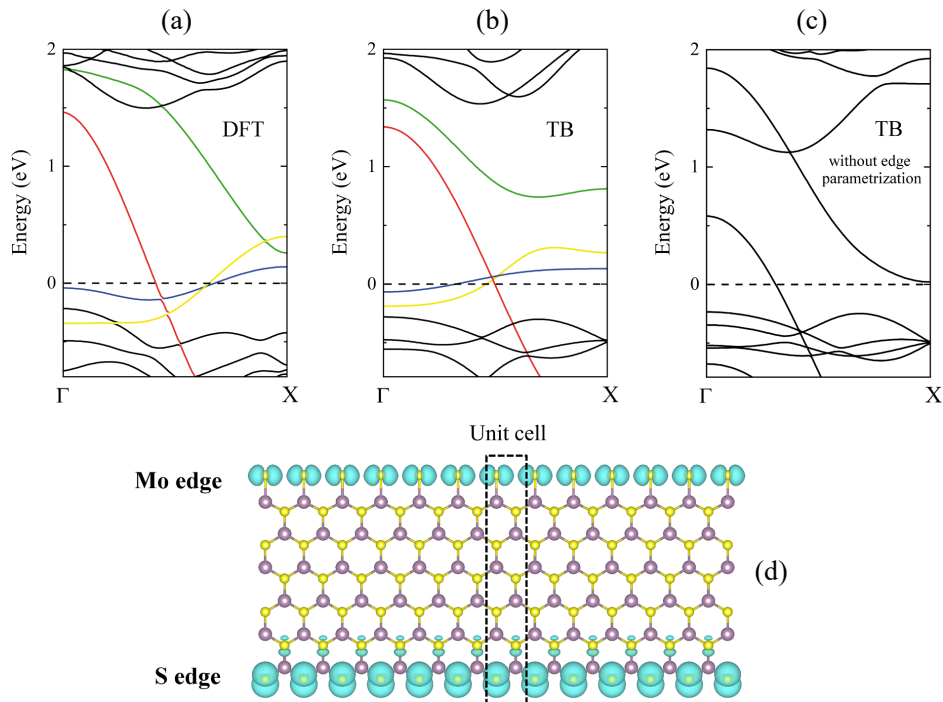 (a)
(b)
(c)
2
1
0
Energy (eV)
DFT
Γ
X
2
1
0
Energy (eV)
TB
Γ
X
2
1
0
Energy (eV)
TB
without edge
parametrization
Γ
X
Unit cell
Mo edge
(d)
S edge